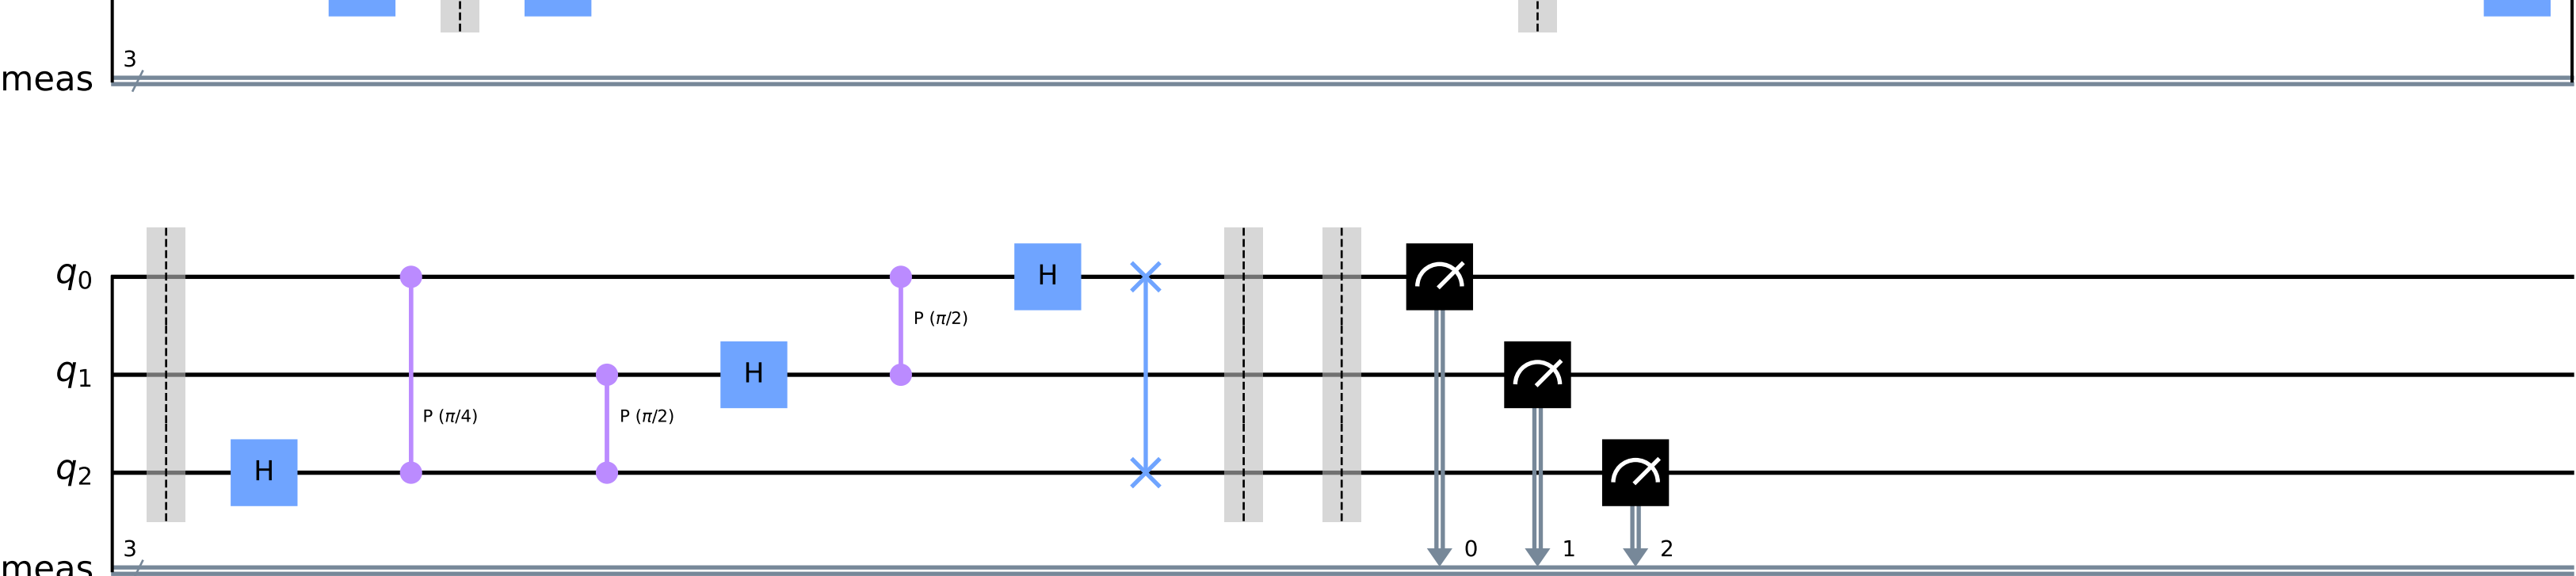 3
meas
q0 H
P (π/2)
q1 H
P (π/4) P (π/2)
q2 H
3 0 1 2
meas